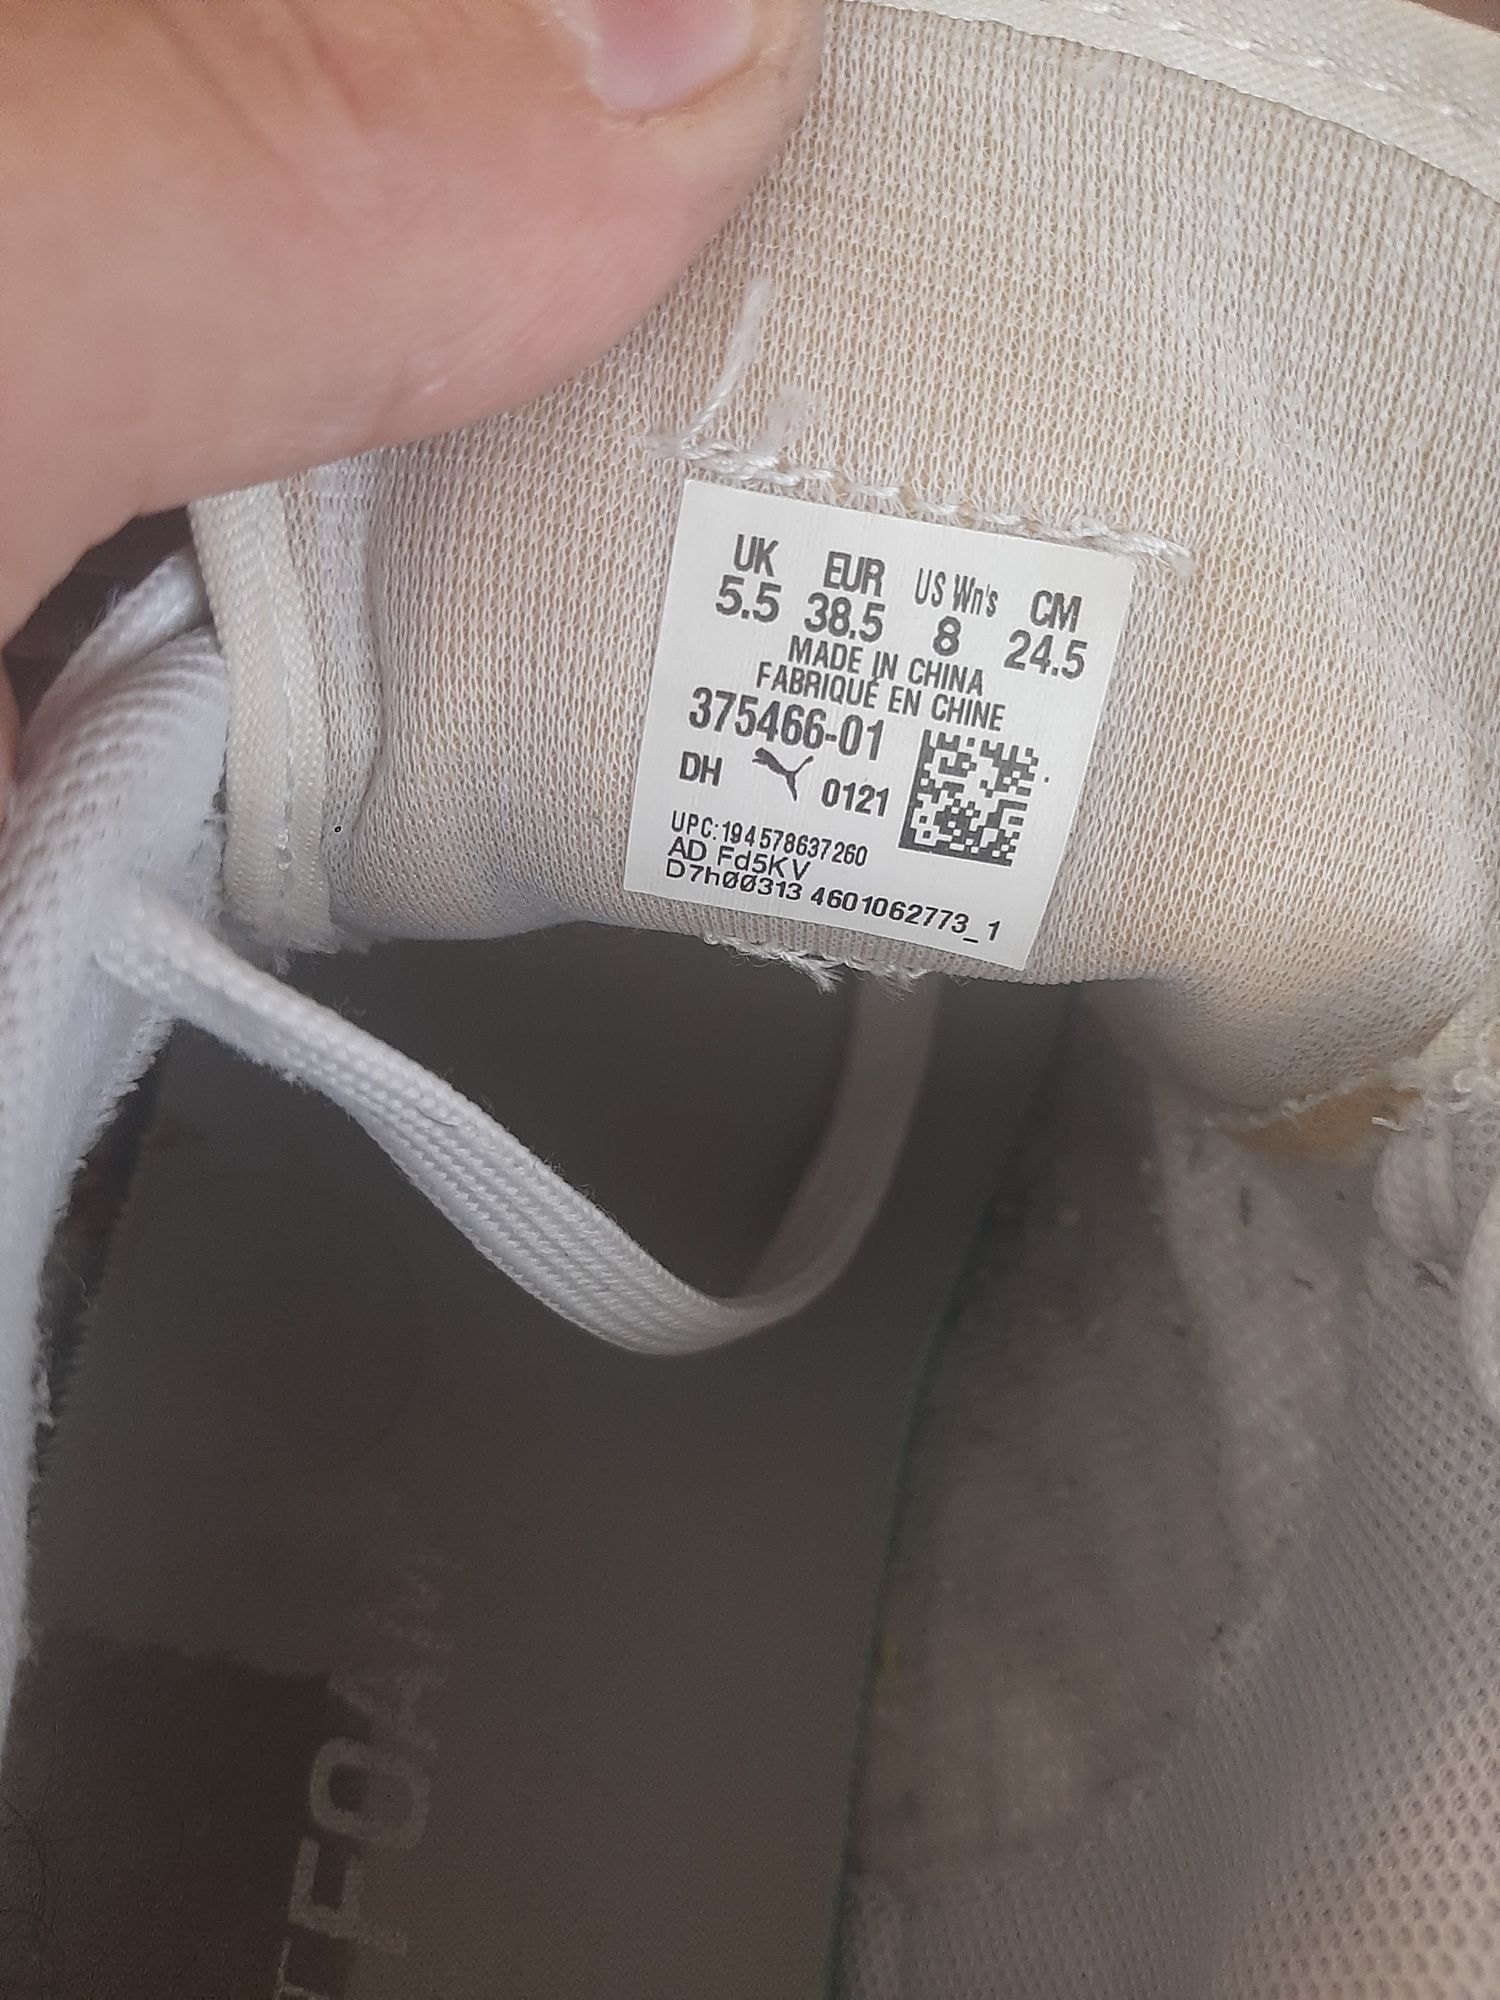 UK EUR US Wn's CM
5.5 38.5 8 24.5
MADE IN CHINA
FABRIQUÉ EN CHINE
375466-01
DH 0121
UPC:194578637260
AD Fd5KV
D7h00313 4601062773_1
FOAM